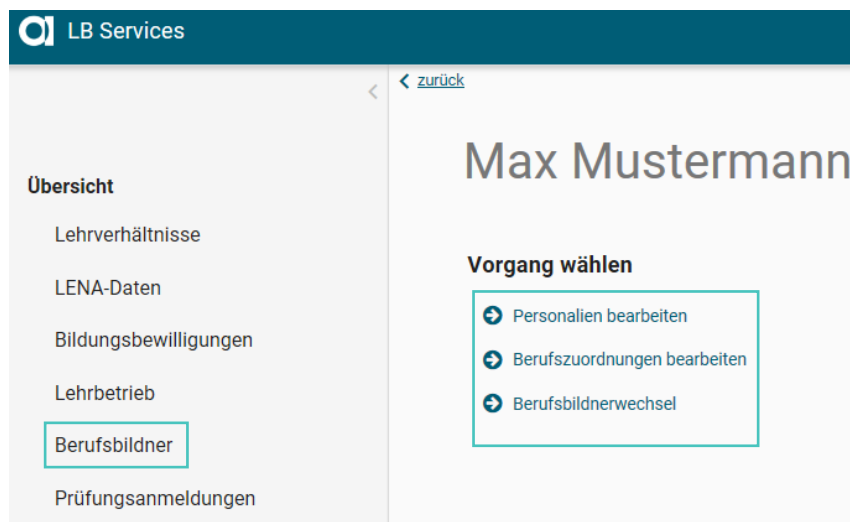 LB Services
zurück
Max Mustermann
Übersicht
Lehrverhältnisse
LENA-Daten
Bildungsbewilligungen
Lehrbetrieb
Berufsbildner
Prüfungsanmeldungen
Vorgang wählen
Personalien bearbeiten
Berufszuordnungen bearbeiten
Berufsbildnerwechsel